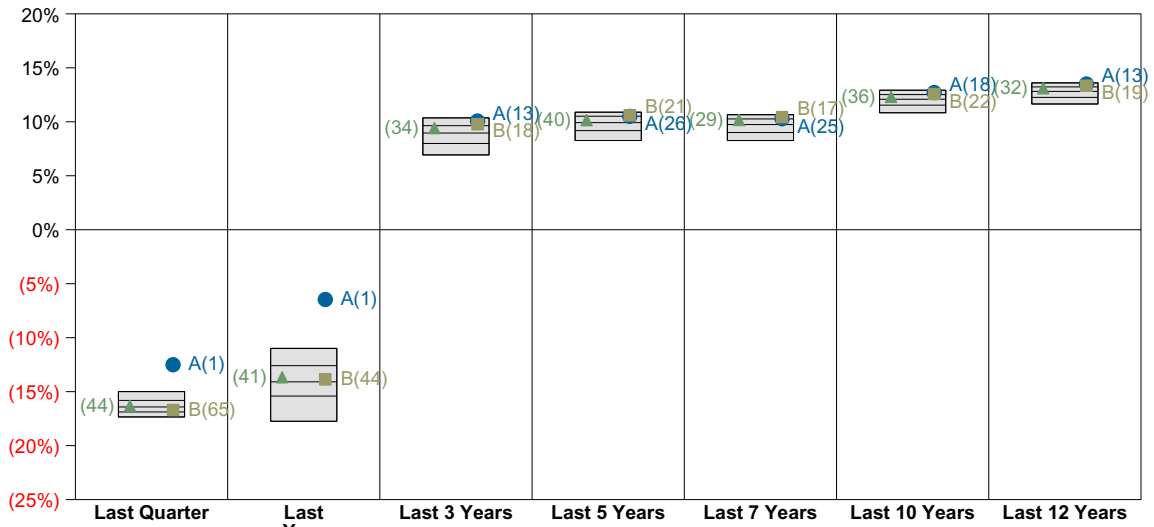 20%
15%
10%
5%
0%
(5%)
(10%)
(15%)
(20%)
(25%)
(44)
A(1)
B(65)
(41)
A(1)
B(44)
(34)
A(13)
B(18)
(40)
B(21)
A(26)
(29)
B(17)
A(25)
(36)
A(18)
B(22)
(32)
A(13)
B(19)
Last Quarter
Last
Last 3 Years
Last 5 Years
Last 7 Years
Last 10 Years
Last 12 Years